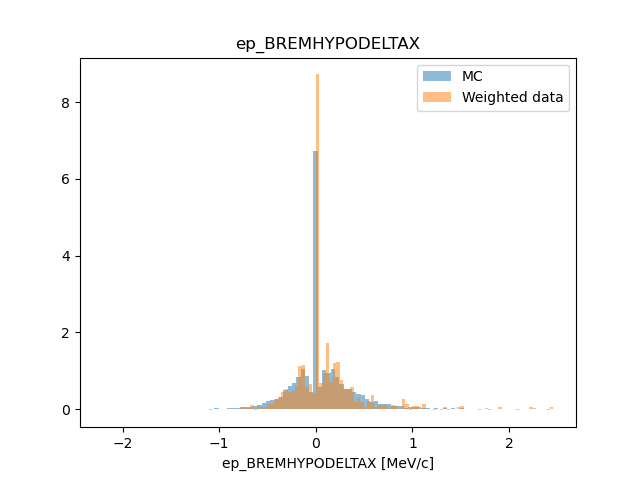 ep_BREMHYPODELTAX
MC
Weighted data
8
6
4
2
0
−2 −1 0 1 2
ep_BREMHYPODELTAX [MeV/c]